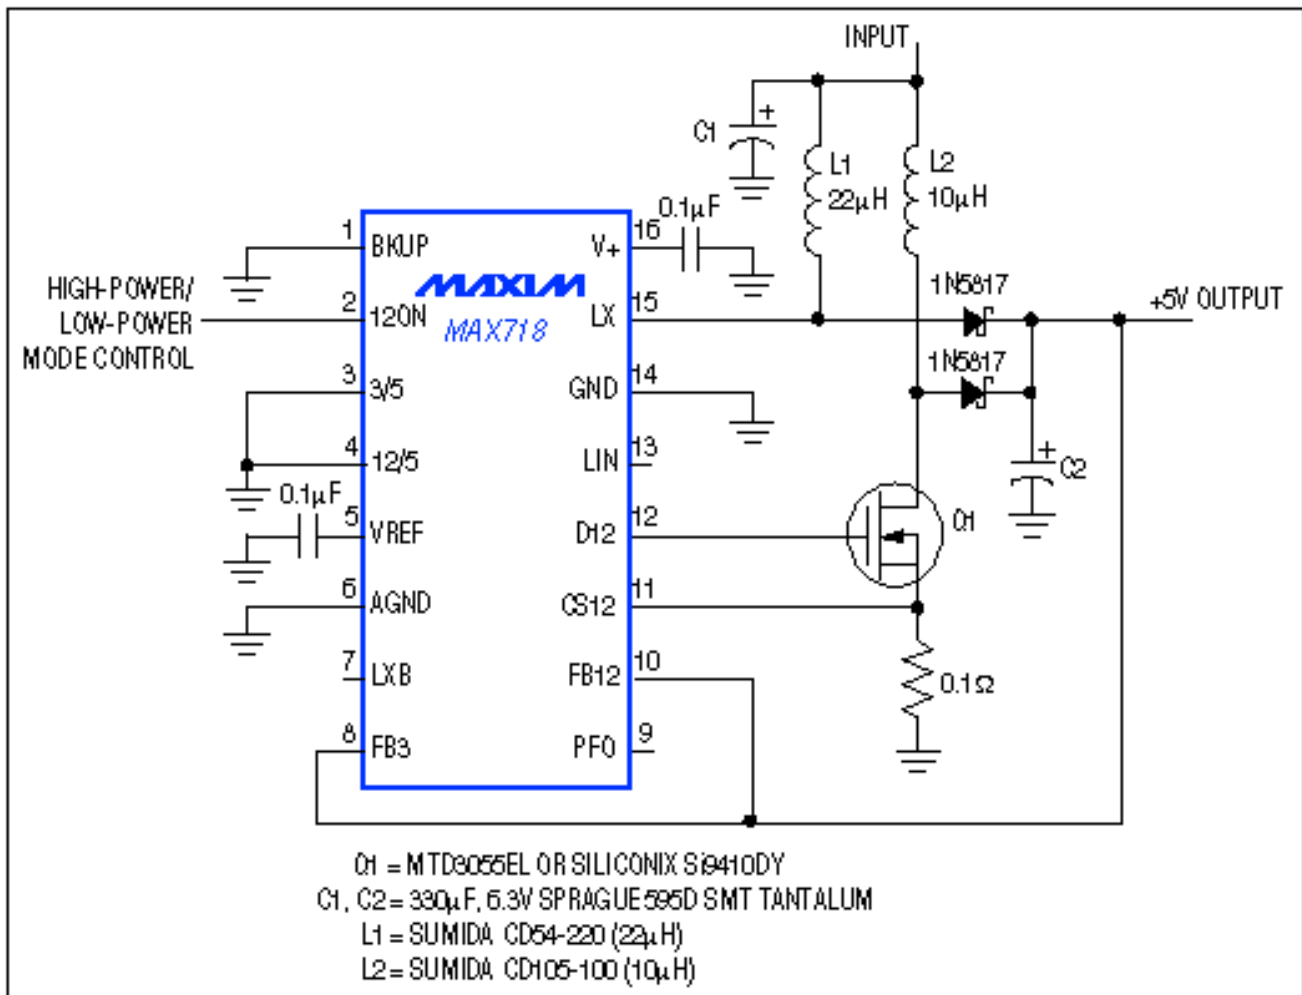 INPUT
C1
+
L1
22µH
L2
10µH
0.1µF
1
BKUP
V+
16
HIGH-POWER/
LOW-POWER
MODE CONTROL
2
12ON
MAXIM
MAX718
LX
15
1N5817
+5V OUTPUT
3
3/5
GND
14
1N5817
4
12/5
LIN
13
+
C2
0.1µF
5
VREF
D12
12
Q1
6
AGND
CS12
11
7
LXB
FB12
10
0.1Ω
8
FB3
PFO
9
Q1 = MTD3055EL OR SILICONIX Si9410DY
C1, C2 = 330µF, 6.3V SPRAGUE 595D SMT TANTALUM
L1 = SUMIDA CD54-220 (22µH)
L2 = SUMIDA CD105-100 (10µH)